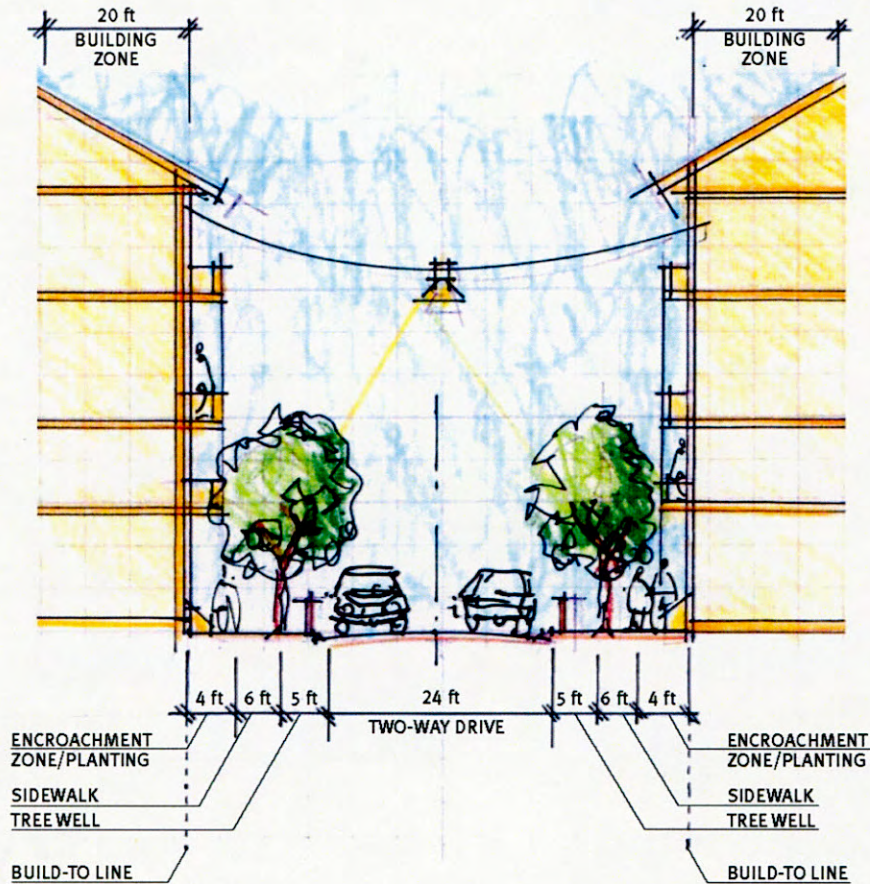 20 ft
BUILDING
ZONE
20 ft
BUILDING
ZONE
4 ft
6 ft
5 ft
24 ft
5 ft
6 ft
4 ft
TWO-WAY DRIVE
ENCROACHMENT
ZONE/PLANTING
SIDEWALK
TREE WELL
BUILD-TO LINE
ENCROACHMENT
ZONE/PLANTING
SIDEWALK
TREE WELL
BUILD-TO LINE